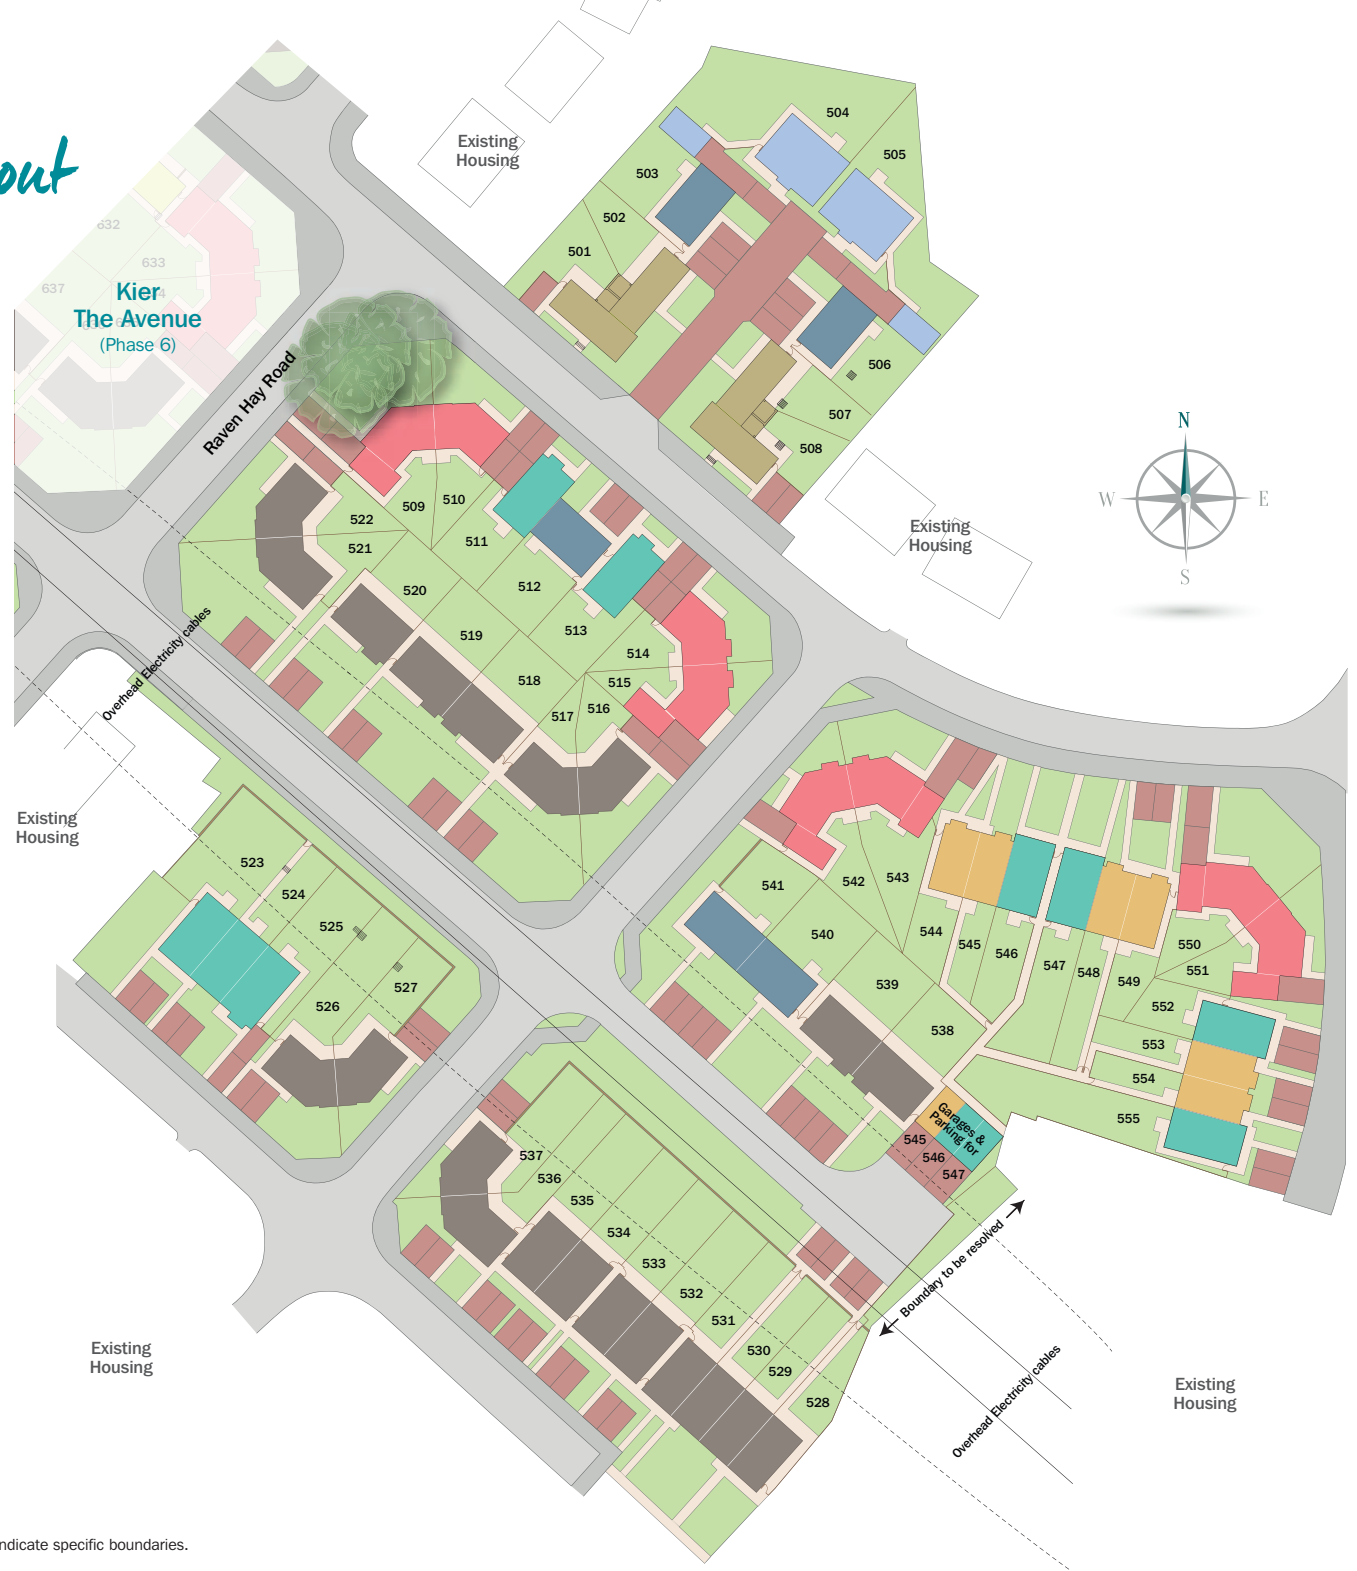 out
Existing
Housing
504
505
503
502
501
506
507
508
632
633
637
Kier
The Avenue
(Phase 6)
Raven Hay Road
N
W
E
S
Existing
Housing
509
510
522
511
521
512
520
513
519
514
518
515
516
517
Overhead Electricity cables
Existing
Housing
523
524
525
527
526
541
542
543
540
544
545
546
539
538
547
548
549
550
551
552
553
554
555
Garages &
Parking for
545
546
547
537
536
535
534
533
532
531
530
529
528
Boundary to be resolved
Overhead Electricity cables
Existing
Housing
Existing
Housing
ndicate specific boundaries.